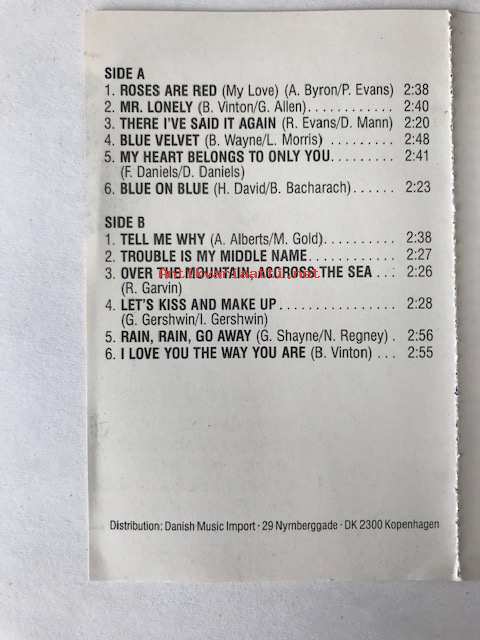 SIDE A
1. ROSES ARE RED (My Love) (A. Byron/P. Evans) 2:38
2. MR. LONELY (B. Vinton/G. Allen)............ 2:40
3. THERE I'VE SAID IT AGAIN (R. Evans/D. Mann) 2:20
4. BLUE VELVET (B. Wayne/L. Morris) ......... 2:48
5. MY HEART BELONGS TO ONLY YOU......... 2:41
(F. Daniels/D. Daniels)
6. BLUE ON BLUE (H. David/B. Bacharach)...... 2:23
SIDE B
1. TELL ME WHY (A. Alberts/M. Gold).......... 2:38
2. TROUBLE IS MY MIDDLE NAME............ 2:27
3. OVER THE MOUNTAIN, ACCROSS THE SEA ... 2:26
(R. Garvin)
4. LET'S KISS AND MAKE UP................ 2:28
(G. Gershwin/I. Gershwin)
5. RAIN, RAIN, GO AWAY (G. Shayne/N. Regney) . 2:56
6. I LOVE YOU THE WAY YOU ARE (B. Vinton) ... 2:55
Distribution: Danish Music Import · 29 Nyrnberggade · DK 2300 Kopenhagen